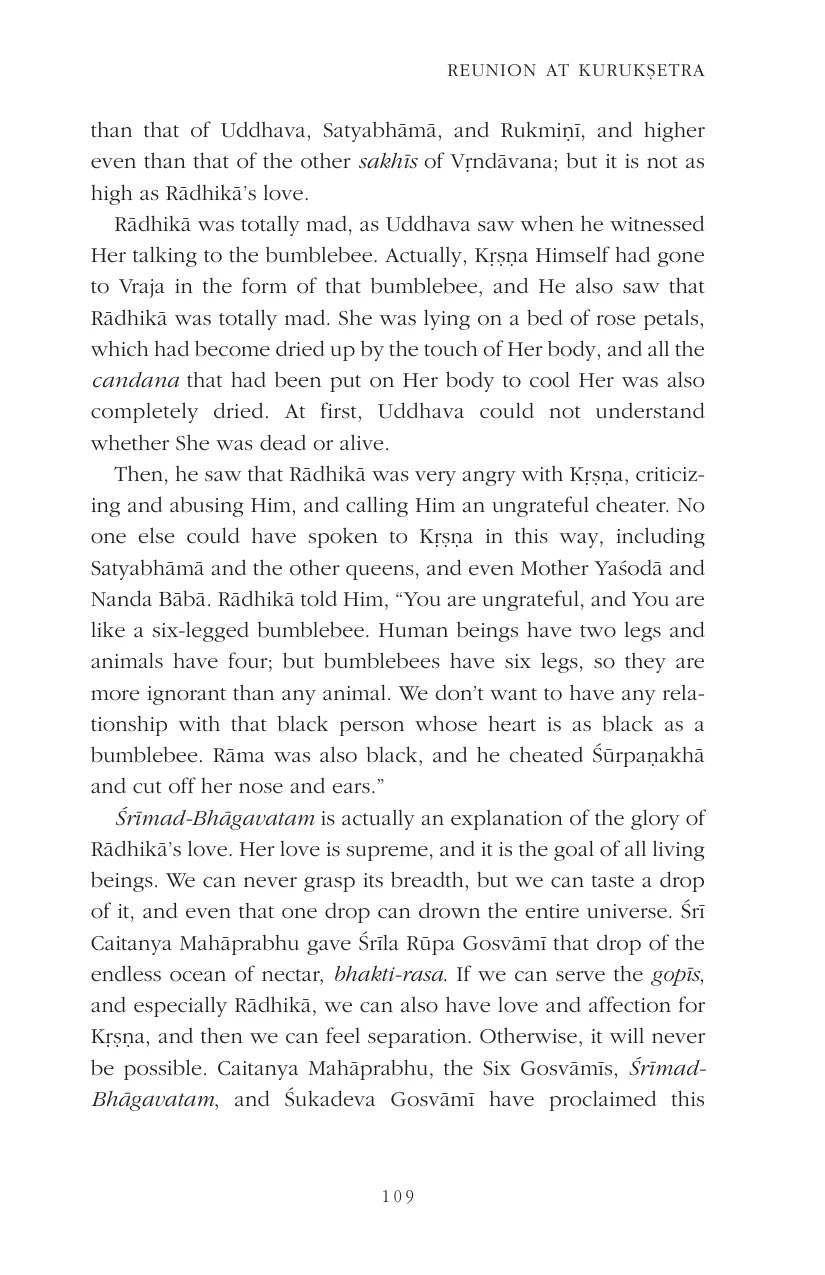 REUNION AT KURUKṢETRA
than that of Uddhava, Satyabhāmā, and Rukmiṇī, and higher
even than that of the other sakhīs of Vṛndāvana; but it is not as
high as Rādhikā’s love.
Rādhikā was totally mad, as Uddhava saw when he witnessed
Her talking to the bumblebee. Actually, Kṛṣṇa Himself had gone
to Vraja in the form of that bumblebee, and He also saw that
Rādhikā was totally mad. She was lying on a bed of rose petals,
which had become dried up by the touch of Her body, and all the
candana that had been put on Her body to cool Her was also
completely dried. At first, Uddhava could not understand
whether She was dead or alive.
Then, he saw that Rādhikā was very angry with Kṛṣṇa, criticiz-
ing and abusing Him, and calling Him an ungrateful cheater. No
one else could have spoken to Kṛṣṇa in this way, including
Satyabhāmā and the other queens, and even Mother Yaśodā and
Nanda Bābā. Rādhikā told Him, “You are ungrateful, and You are
like a six-legged bumblebee. Human beings have two legs and
animals have four; but bumblebees have six legs, so they are
more ignorant than any animal. We don’t want to have any rela-
tionship with that black person whose heart is as black as a
bumblebee. Rāma was also black, and he cheated Śūrpaṇakhā
and cut off her nose and ears.”
Śrīmad-Bhāgavatam is actually an explanation of the glory of
Rādhikā’s love. Her love is supreme, and it is the goal of all living
beings. We can never grasp its breadth, but we can taste a drop
of it, and even that one drop can drown the entire universe. Śrī
Caitanya Mahāprabhu gave Śrīla Rūpa Gosvāmī that drop of the
endless ocean of nectar, bhakti-rasa. If we can serve the gopīs,
and especially Rādhikā, we can also have love and affection for
Kṛṣṇa, and then we can feel separation. Otherwise, it will never
be possible. Caitanya Mahāprabhu, the Six Gosvāmīs, Śrīmad-
Bhāgavatam, and Śukadeva Gosvāmī have proclaimed this
109